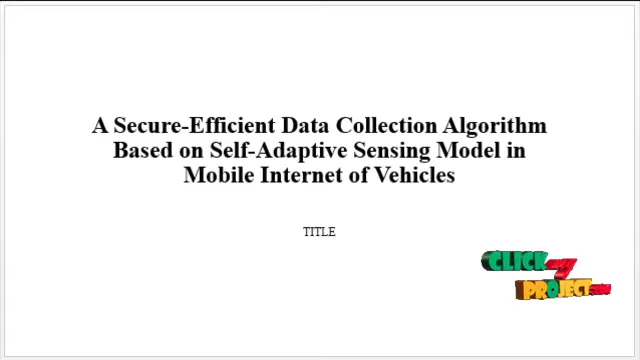 A Secure-Efficient Data Collection Algorithm
Based on Self-Adaptive Sensing Model in
Mobile Internet of Vehicles
TITLE
CLICK
PROJECT